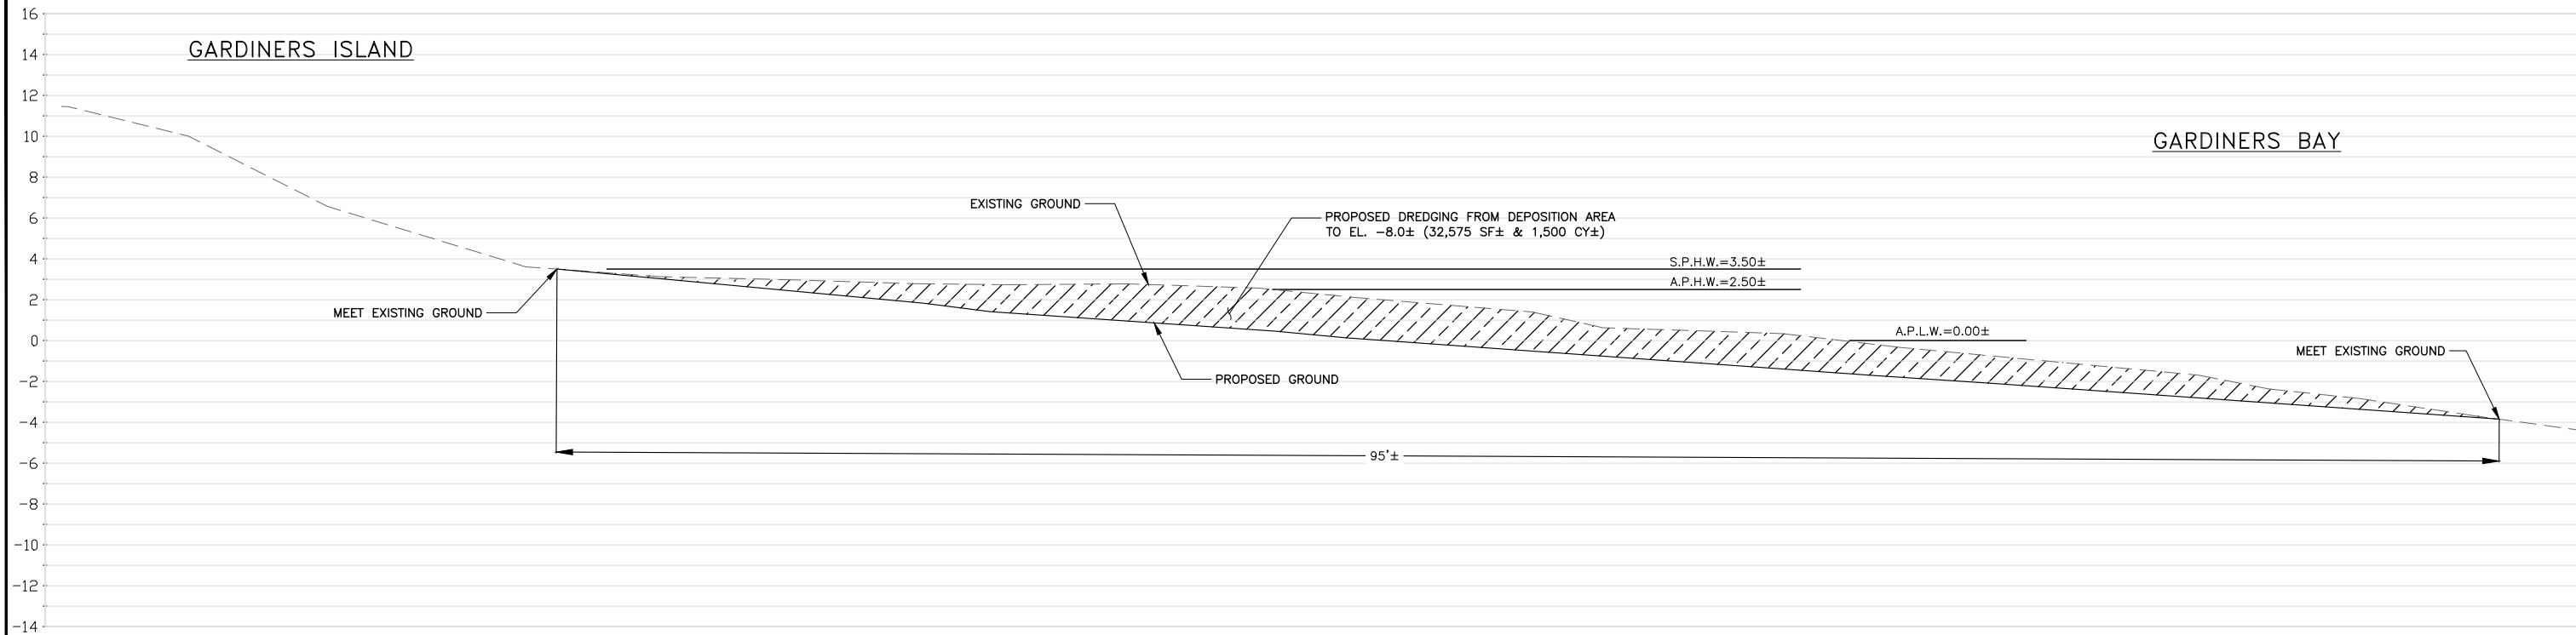 16
14
12
10
8
6
4
2
0
-2
-4
-6
-8
-10
-12
-14
GARDINERS ISLAND
GARDINERS BAY
EXISTING GROUND
PROPOSED DREDGING FROM DEPOSITION AREA
TO EL. -8.0± (32,575 SF± & 1,500 CY±)
S.P.H.W.=3.50±
A.P.H.W.=2.50±
MEET EXISTING GROUND
A.P.L.W.=0.00±
MEET EXISTING GROUND
PROPOSED GROUND
95'±